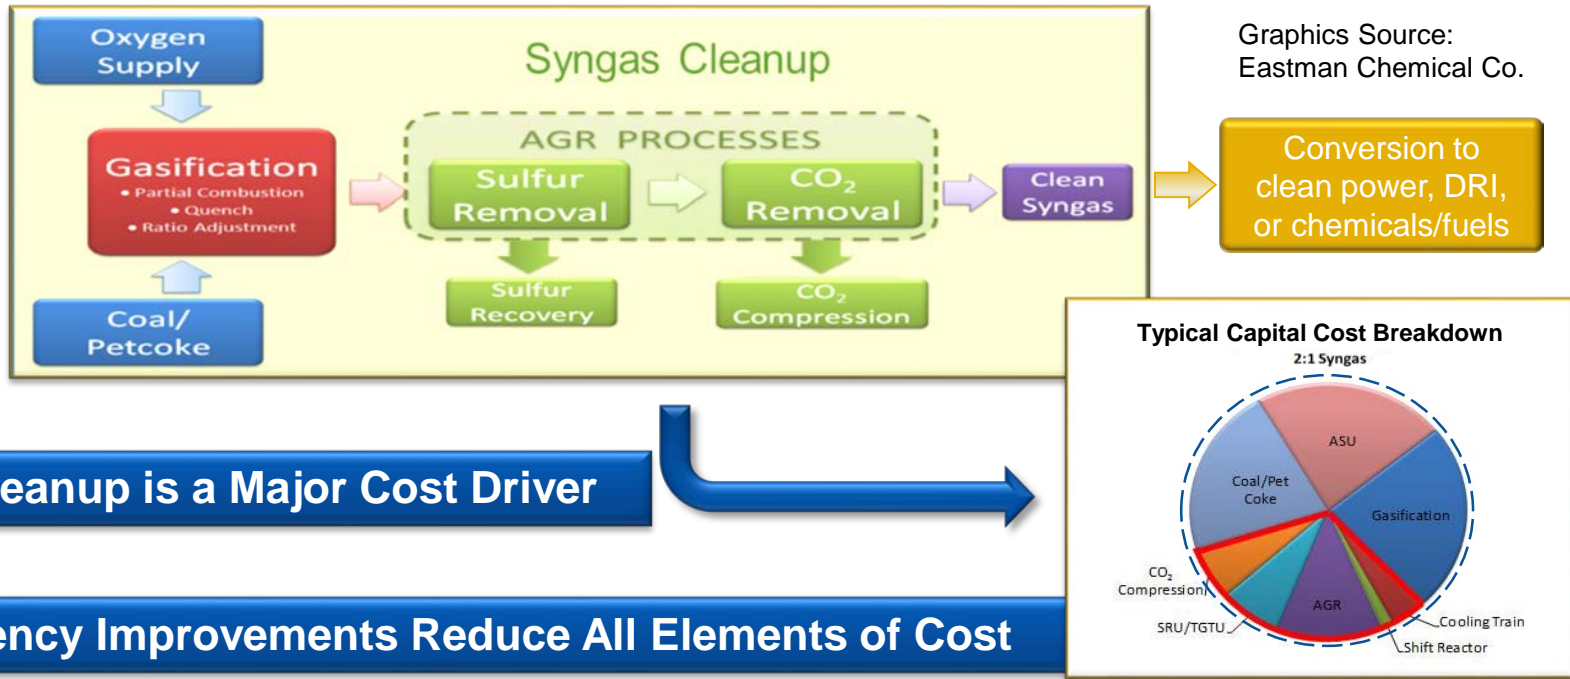 Oxygen
Supply
Syngas Cleanup
Graphics Source:
Eastman Chemical Co.
Gasification
• Partial Combustion
• Quench
• Ratio Adjustment
AGR PROCESSES
Sulfur
Removal
CO₂
Removal
Clean
Syngas
Conversion to
clean power, DRI,
or chemicals/fuels
Sulfur
Recovery
CO₂
Compression
Coal/
Petcoke
Typical Capital Cost Breakdown
2:1 Syngas
ASU
Coal/Pet
Coke
Gasification
CO₂
Compression
SRU/TGTU
AGR
Cooling Train
Shift Reactor
eanup is a Major Cost Driver
ency Improvements Reduce All Elements of Cost